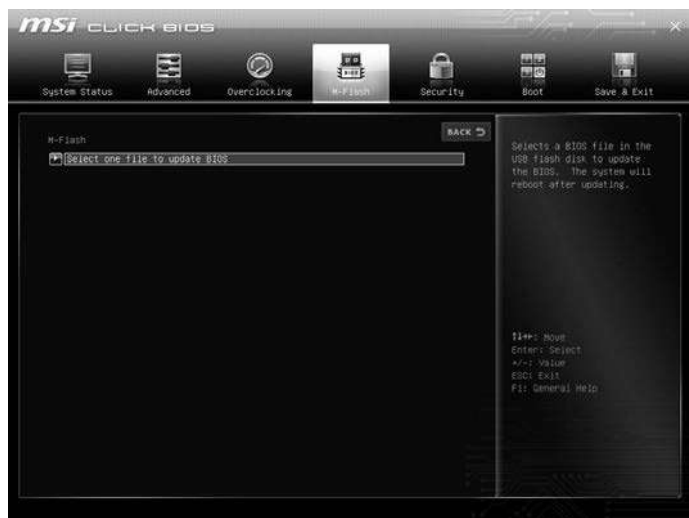 msi CLICK BIOS
System Status Advanced Overclocking M-Flash Security Boot Save & Exit
BACK
M-Flash
Select one file to update BIOS
Selects a BIOS file in the
USB flash disk to update
the BIOS. The system will
reboot after updating.
↑↓←→: Move
Enter: Select
+/-: Value
ESC: Exit
F1: General Help